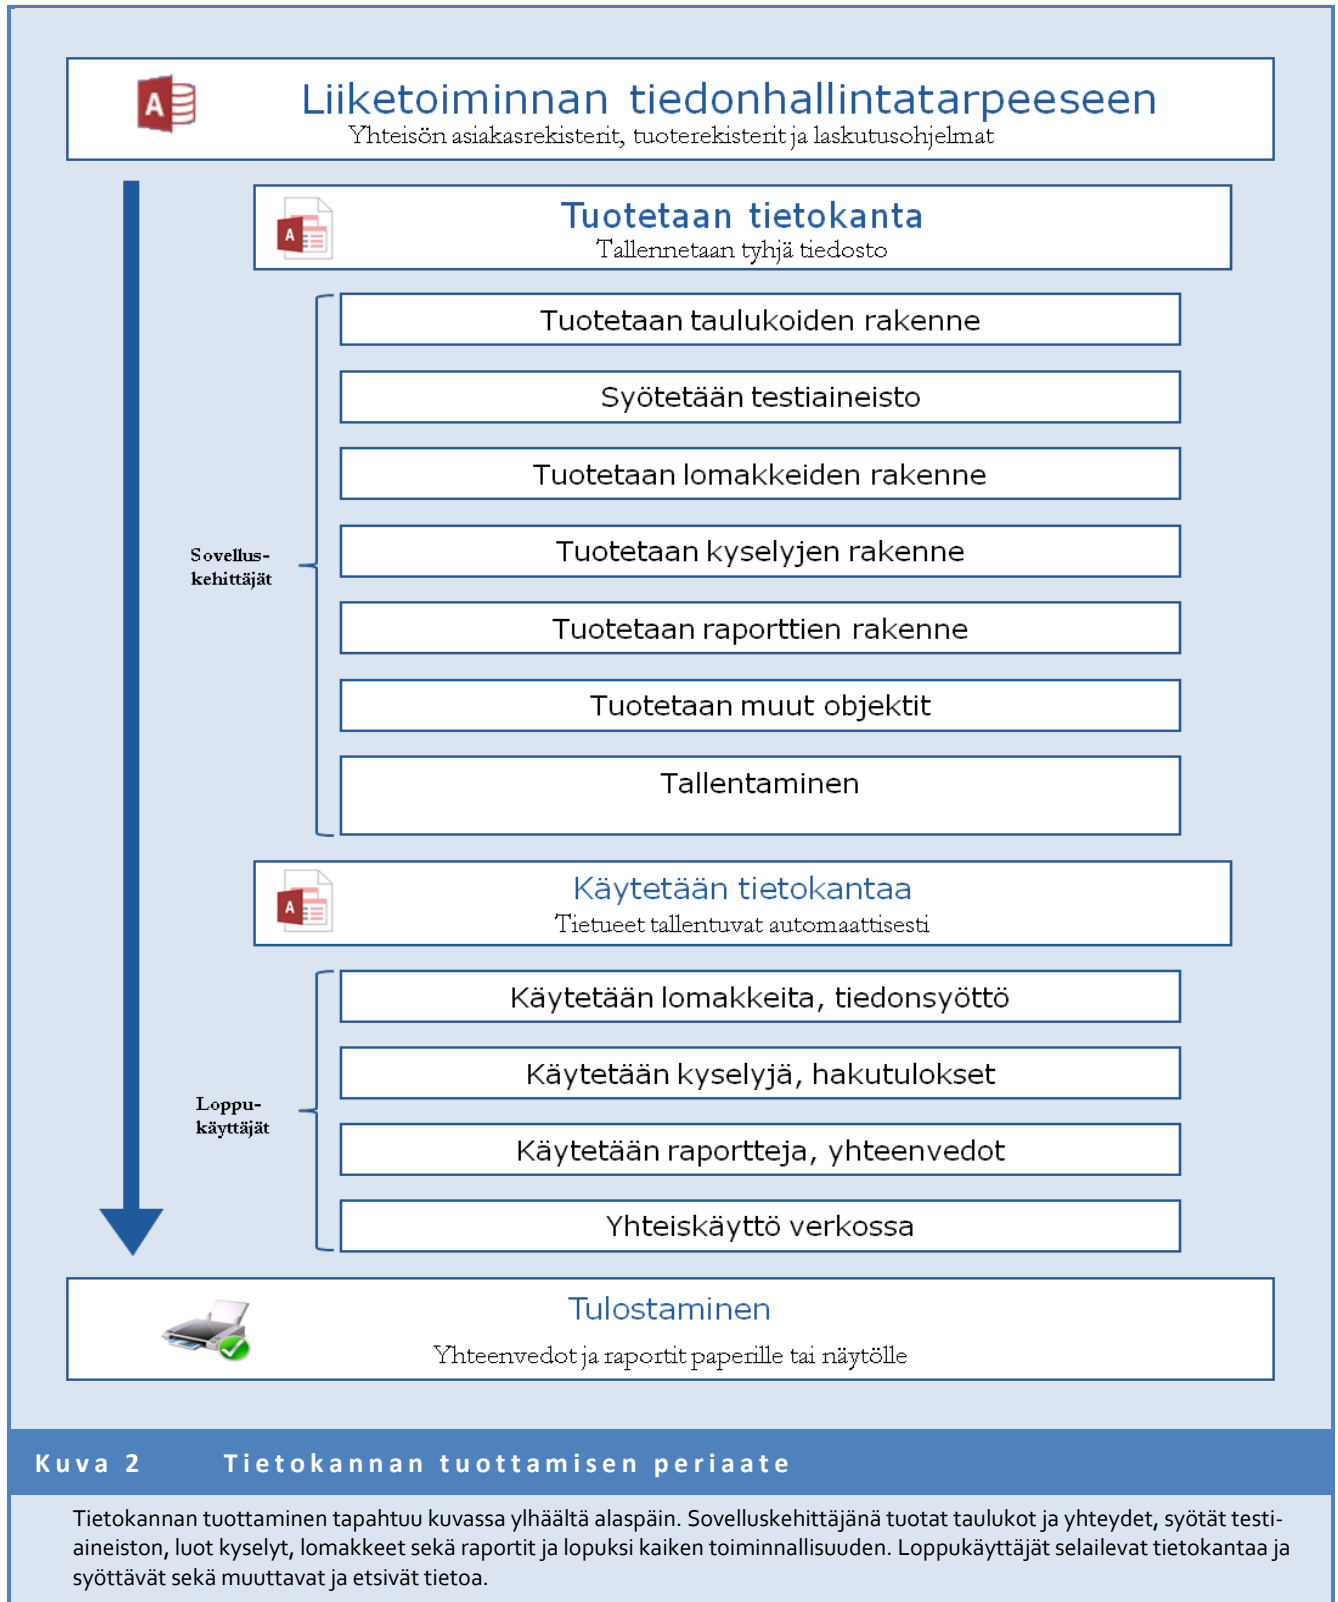 Liiketoiminnan tiedonhallintatarpeeseen
Yhteisön asiakasrekisterit, tuoterekisterit ja laskutusohjelmat
Tuotetaan tietokanta
Tallennetaan tyhjä tiedosto
Tuotetaan taulukoiden rakenne
Syötetään testiaineisto
Tuotetaan lomakkeiden rakenne
Sovellus-
kehittäjät
Tuotetaan kyselyjen rakenne
Tuotetaan raporttien rakenne
Tuotetaan muut objektit
Tallentaminen
Käytetään tietokantaa
Tietueet tallentuvat automaattisesti
Käytetään lomakkeita, tiedonsyöttö
Käytetään kyselyjä, hakutulokset
Loppu-
käyttäjät
Käytetään raportteja, yhteenvedot
Yhteiskäyttö verkossa
Tulostaminen
Yhteenvedot ja raportit paperille tai näytölle
Kuva 2 Tietokannan tuottamisen periaate
Tietokannan tuottaminen tapahtuu kuvassa ylhäältä alaspäin. Sovelluskehittäjänä tuotat taulukot ja yhteydet, syötät testi-
aineiston, luot kyselyt, lomakkeet sekä raportit ja lopuksi kaiken toiminnallisuuden. Loppukäyttäjät selailevat tietokantaa ja
syöttävät sekä muuttavat ja etsivät tietoa.